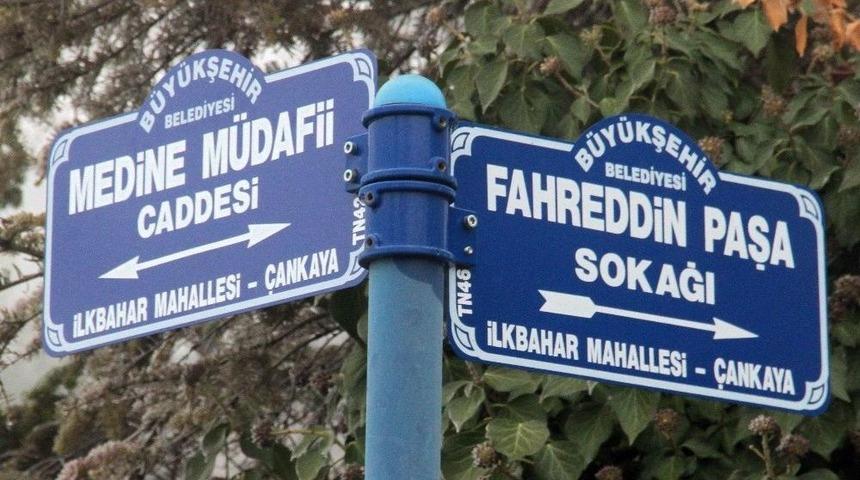 BÜYÜKŞEHİR
BELEDİYESİ
MEDİNE MÜDAFİİ
CADDESİ
İLKBAHAR MAHALLESİ - ÇANKAYA
BÜYÜKŞEHİR
BELEDİYESİ
FAHREDDİN PAŞA
SOKAĞI
TN46
İLKBAHAR MAHALLESİ - ÇANKAYA